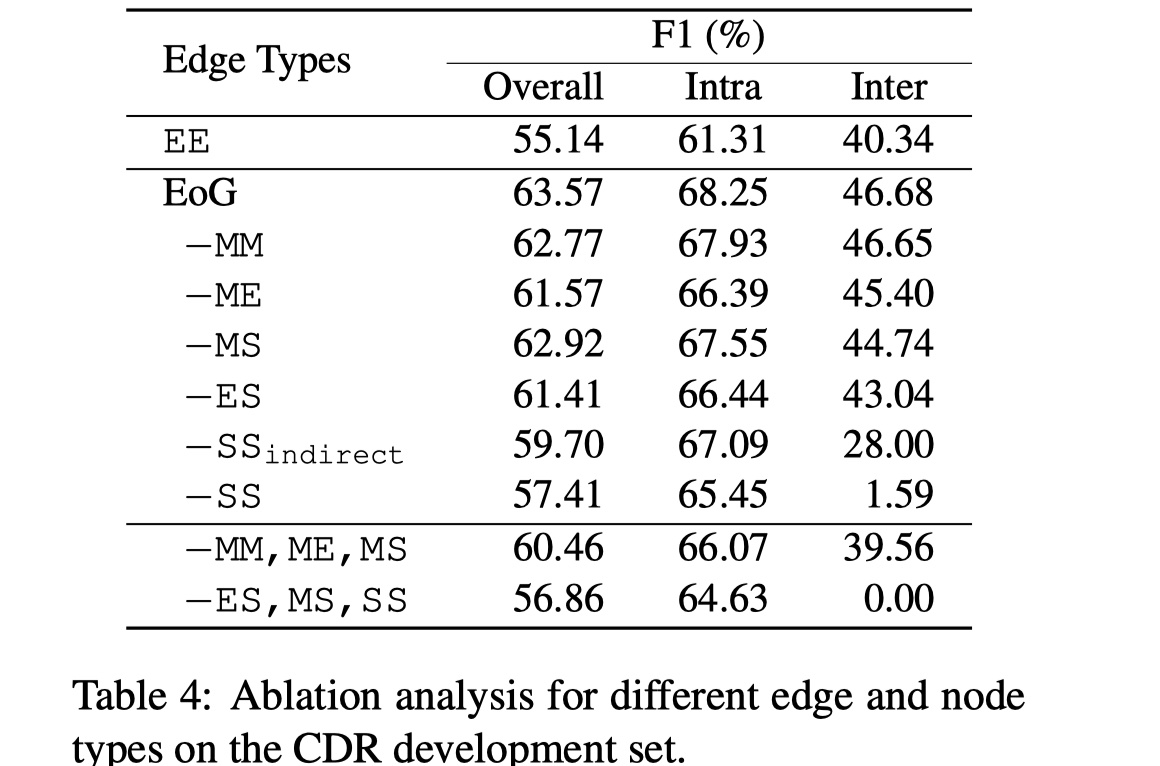 Edge Types F1 (%)
Overall Intra Inter
EE 55.14 61.31 40.34
EoG 63.57 68.25 46.68
−MM 62.77 67.93 46.65
−ME 61.57 66.39 45.40
−MS 62.92 67.55 44.74
−ES 61.41 66.44 43.04
−SSindirect 59.70 67.09 28.00
−SS 57.41 65.45 1.59
−MM,ME,MS 60.46 66.07 39.56
−ES,MS,SS 56.86 64.63 0.00
Table 4: Ablation analysis for different edge and node
types on the CDR development set.